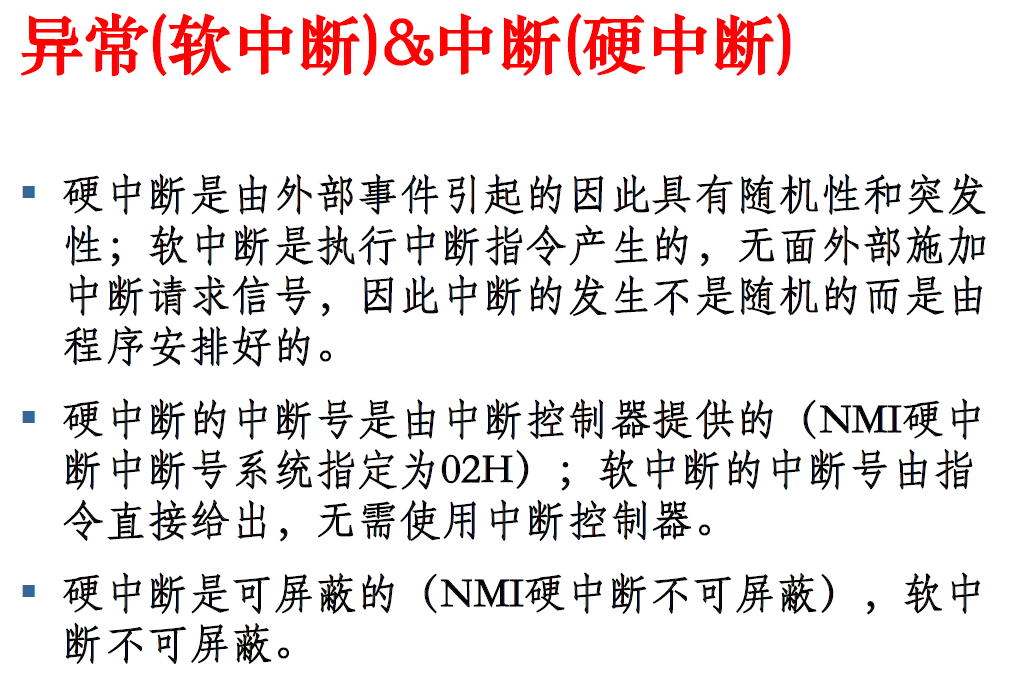 异常(软中断)&中断(硬中断)
硬中断是由外部事件引起的因此具有随机性和突发
性；软中断是执行中断指令产生的，无面外部施加
中断请求信号，因此中断的发生不是随机的而是由
程序安排好的。
硬中断的中断号是由中断控制器提供的（NMI硬中
断中断号系统指定为02H）；软中断的中断号由指
令直接给出，无需使用中断控制器。
硬中断是可屏蔽的（NMI硬中断不可屏蔽），软中
断不可屏蔽。